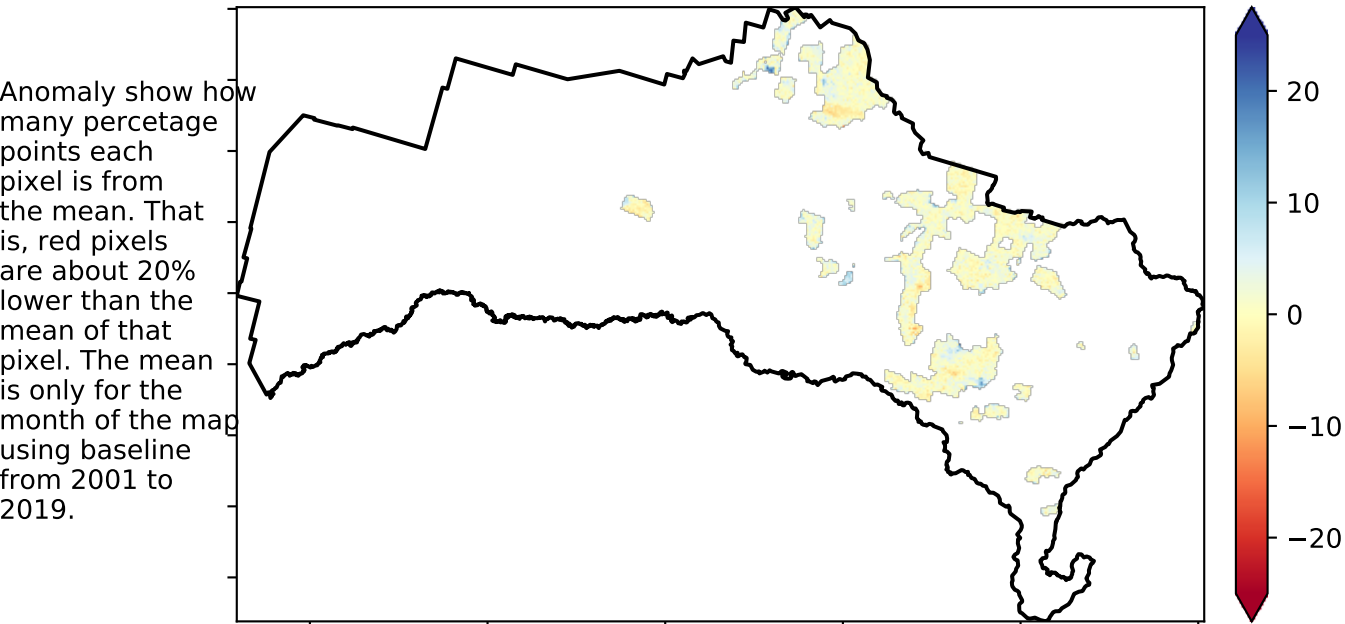 Anomaly show how
many percetage
points each
pixel is from
the mean. That
is, red pixels
are about 20%
lower than the
mean of that
pixel. The mean
is only for the
month of the map
using baseline
from 2001 to
2019.
20
10
0
−10
−20